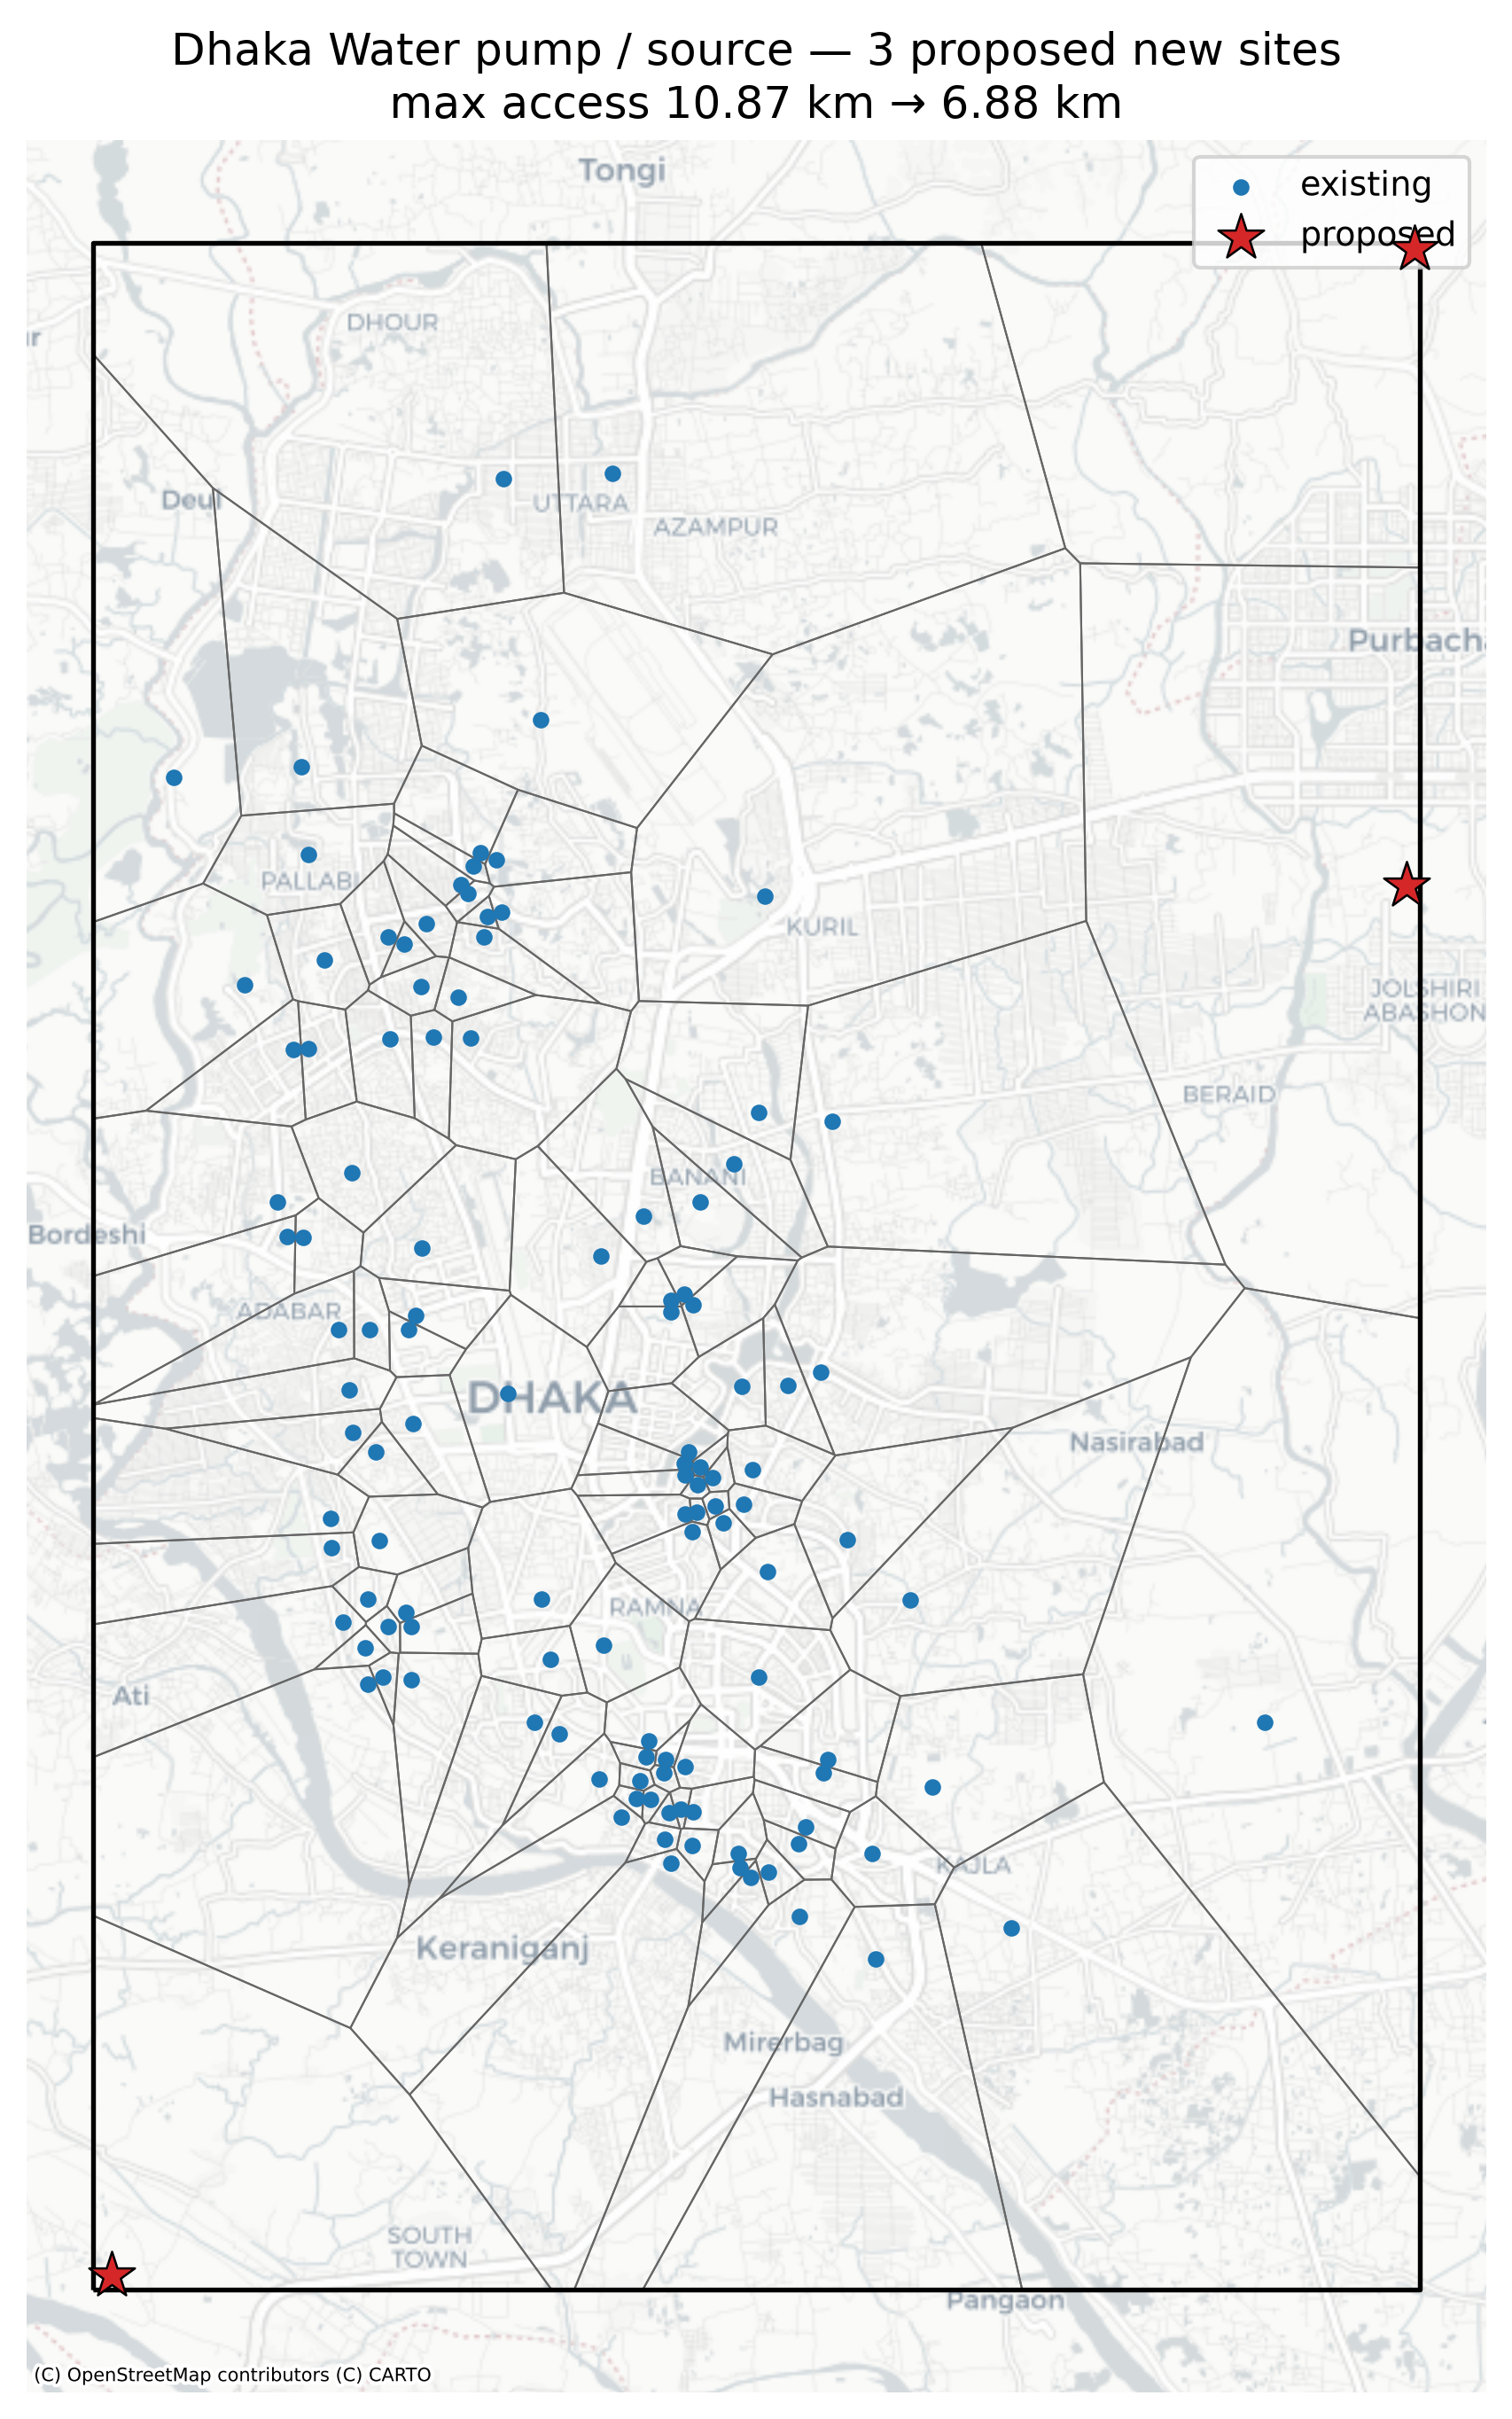 Dhaka Water pump / source — 3 proposed new sites
max access 10.87 km → 6.88 km
Tongi
existing
proposed
DHOUR
Deul
UTTARA
AZAMPUR
Purbacha
PALLABI
KURIL
JOLSHIRI
ABASHON
BERAID
BANANI
Bordeshi
ADABAR
DHAKA
Nasirabad
RAMNA
Ati
KAJLA
Keraniganj
Mirerbag
Hasnabad
SOUTH
TOWN
Pangaon
(C) OpenStreetMap contributors (C) CARTO